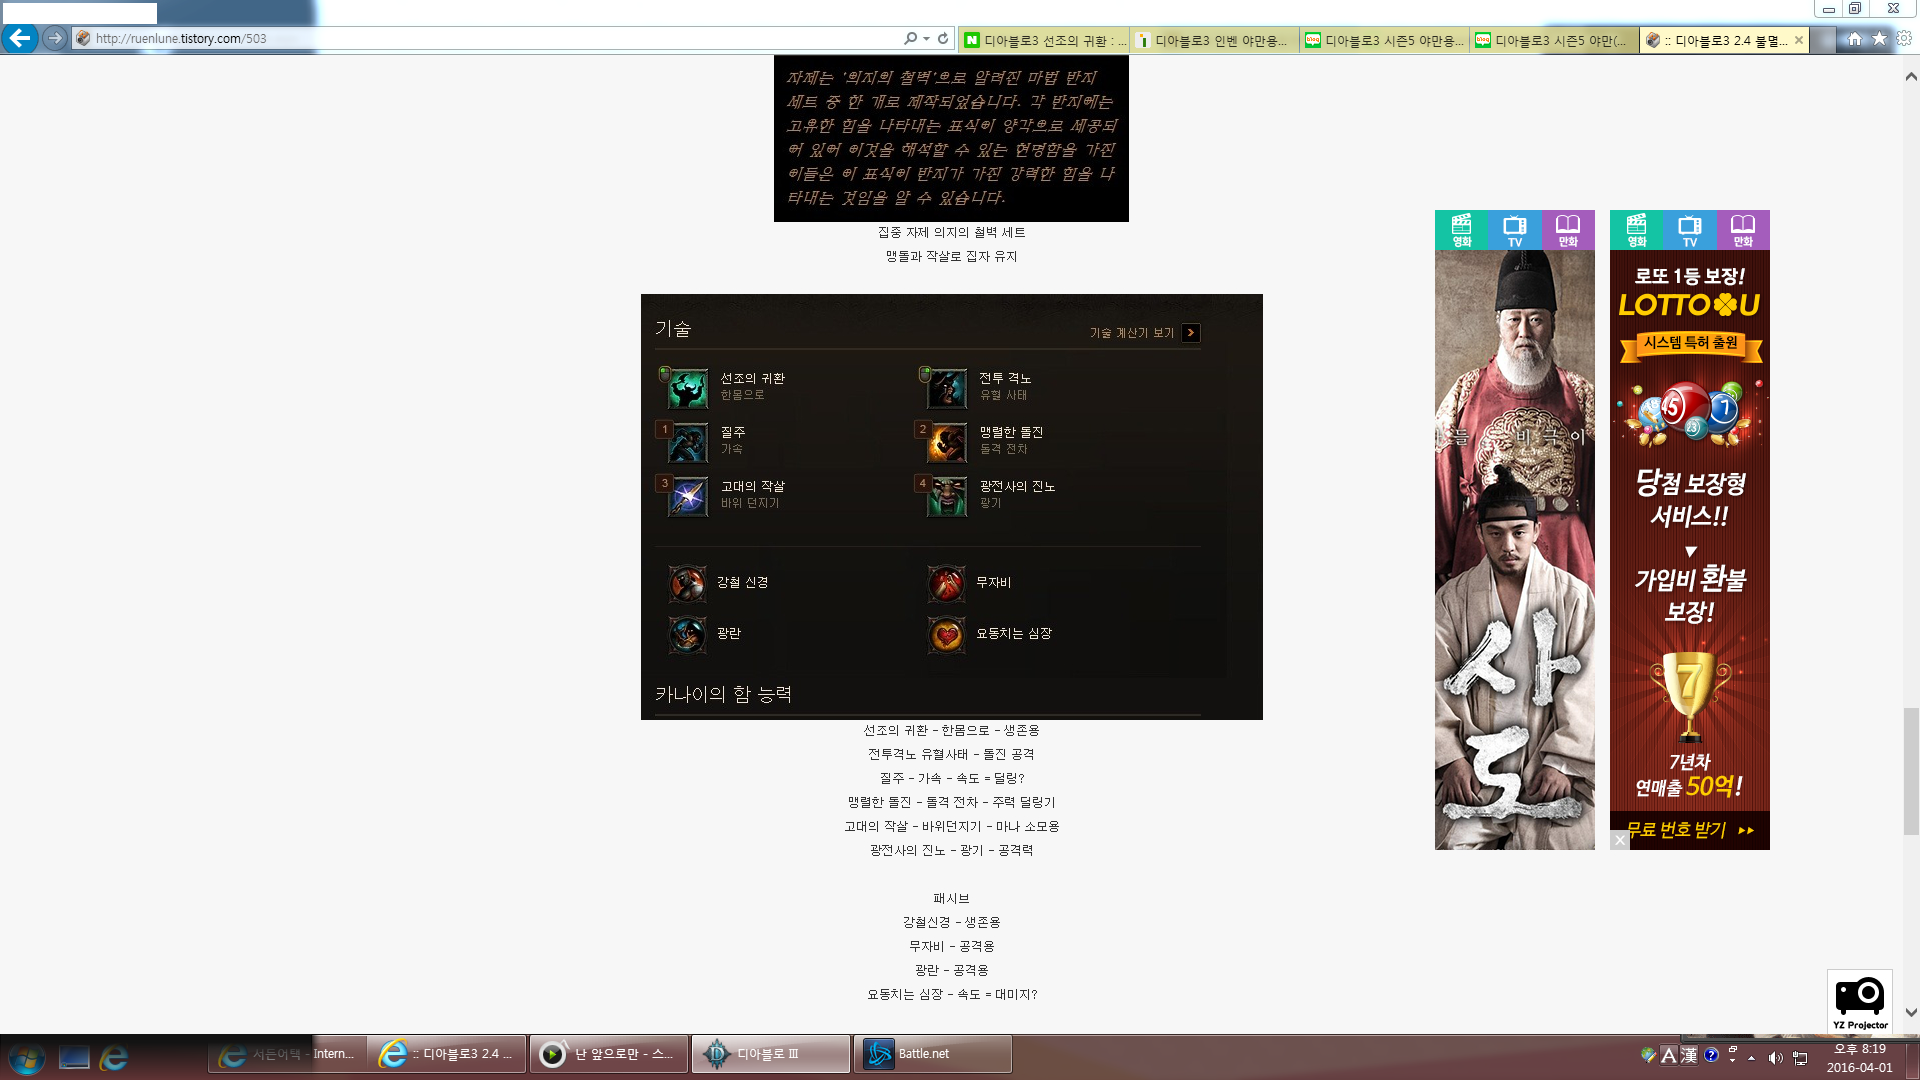 http://ruenlune.tistory.com/503
디아블로3 선조의 귀환 : ...
디아블로3 인벤 야만용...
디아블로3 시즌5 야만용...
디아블로3 시즌5 야만(...
:: 디아블로3 2.4 불멸...
자제는 '의지의 철벽'으로 알려진 마법 반지
세트 중 한 개로 제작되었습니다. 각 반지에는
고유한 힘을 나타내는 표식이 양각으로 세공되
어 있어 이것을 해석할 수 있는 현명함을 가진
이들은 이 표식이 반지가 가진 강력한 힘을 나
타내는 것임을 알 수 있습니다.
집중 자제 의지의 철벽 세트
맹돌과 작살로 집자 유지
기술
기술 계산기 보기
선조의 귀환
한몸으로
전투 격노
유혈 사태
1
질주
가속
2
맹렬한 돌진
돌격 전차
3
고대의 작살
바위 던지기
4
광전사의 진노
광기
강철 신경
무자비
광란
요동치는 심장
카나이의 함 능력
선조의 귀환 - 한몸으로 - 생존용
전투격노 유혈사태 - 돌진 공격
질주 - 가속 - 속도 = 덜링?
맹렬한 돌진 - 돌격 전차 - 주력 덜링기
고대의 작살 - 바위던지기 - 마나 소모용
광전사의 진노 - 광기 - 공격력
패시브
강철신경 - 생존용
무자비 - 공격용
광란 - 공격용
요동치는 심장 - 속도 = 대미지?
영화
TV
만화
들 비극이
사도
영화
TV
만화
로또 1등 보장!
LOTTO U
시스템 특허 출원
45
7
23
당첨 보장형
서비스!!
가입비 환불
보장!
7
7년차
연매출 50억!
무료 번호 받기
YZ Projector
서든어택 - Intern...
:: 디아블로3 2.4 ...
난 앞으로만 - 스...
디아블로 III
Battle.net
A 漢
오후 8:19
2016-04-01